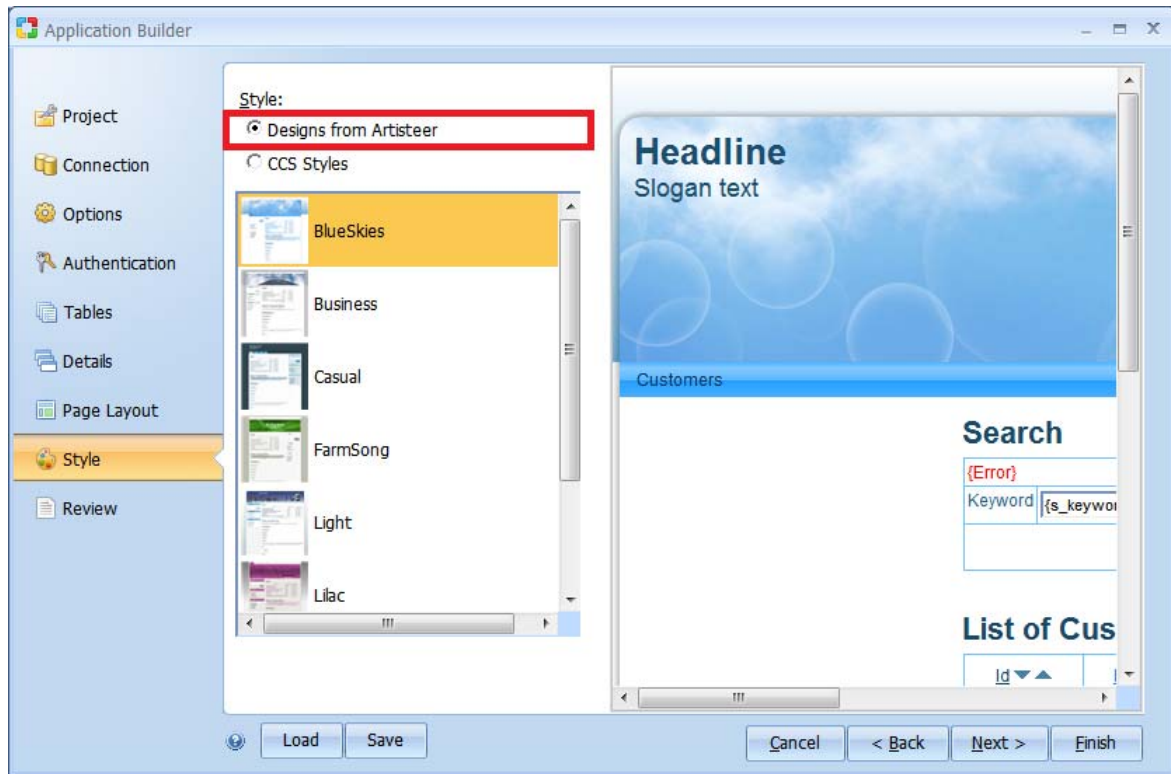 Application Builder
Project
Connection
Options
Authentication
Tables
Details
Page Layout
Style
Review
Style:
Designs from Artisteer
CCS Styles
BlueSkies
Business
Casual
FarmSong
Light
Lilac
Headline
Slogan text
Customers
Search
{Error}
Keyword {s_keywor
List of Cus
Id
Load Save Cancel < Back Next > Finish